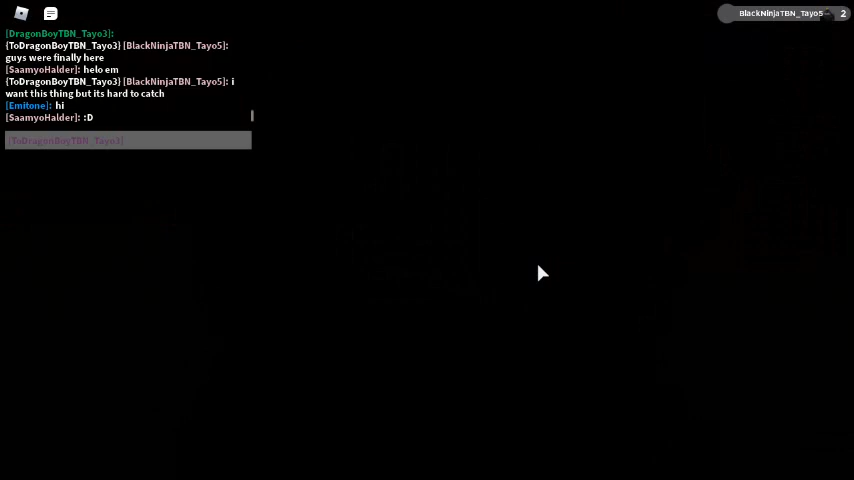 [DragonBoyTBN_Tayo3]:
{ToDragonBoyTBN_Tayo3} [BlackNinjaTBN_Tayo5]:
guys were finally here
[SaamyoHalder]: helo em
{ToDragonBoyTBN_Tayo3} [BlackNinjaTBN_Tayo5]: i
want this thing but its hard to catch
[Emitone]: hi
[SaamyoHalder]: :D
[ToDragonBoyTBN_Tayo3]
BlackNinjaTBN_Tayo5
2